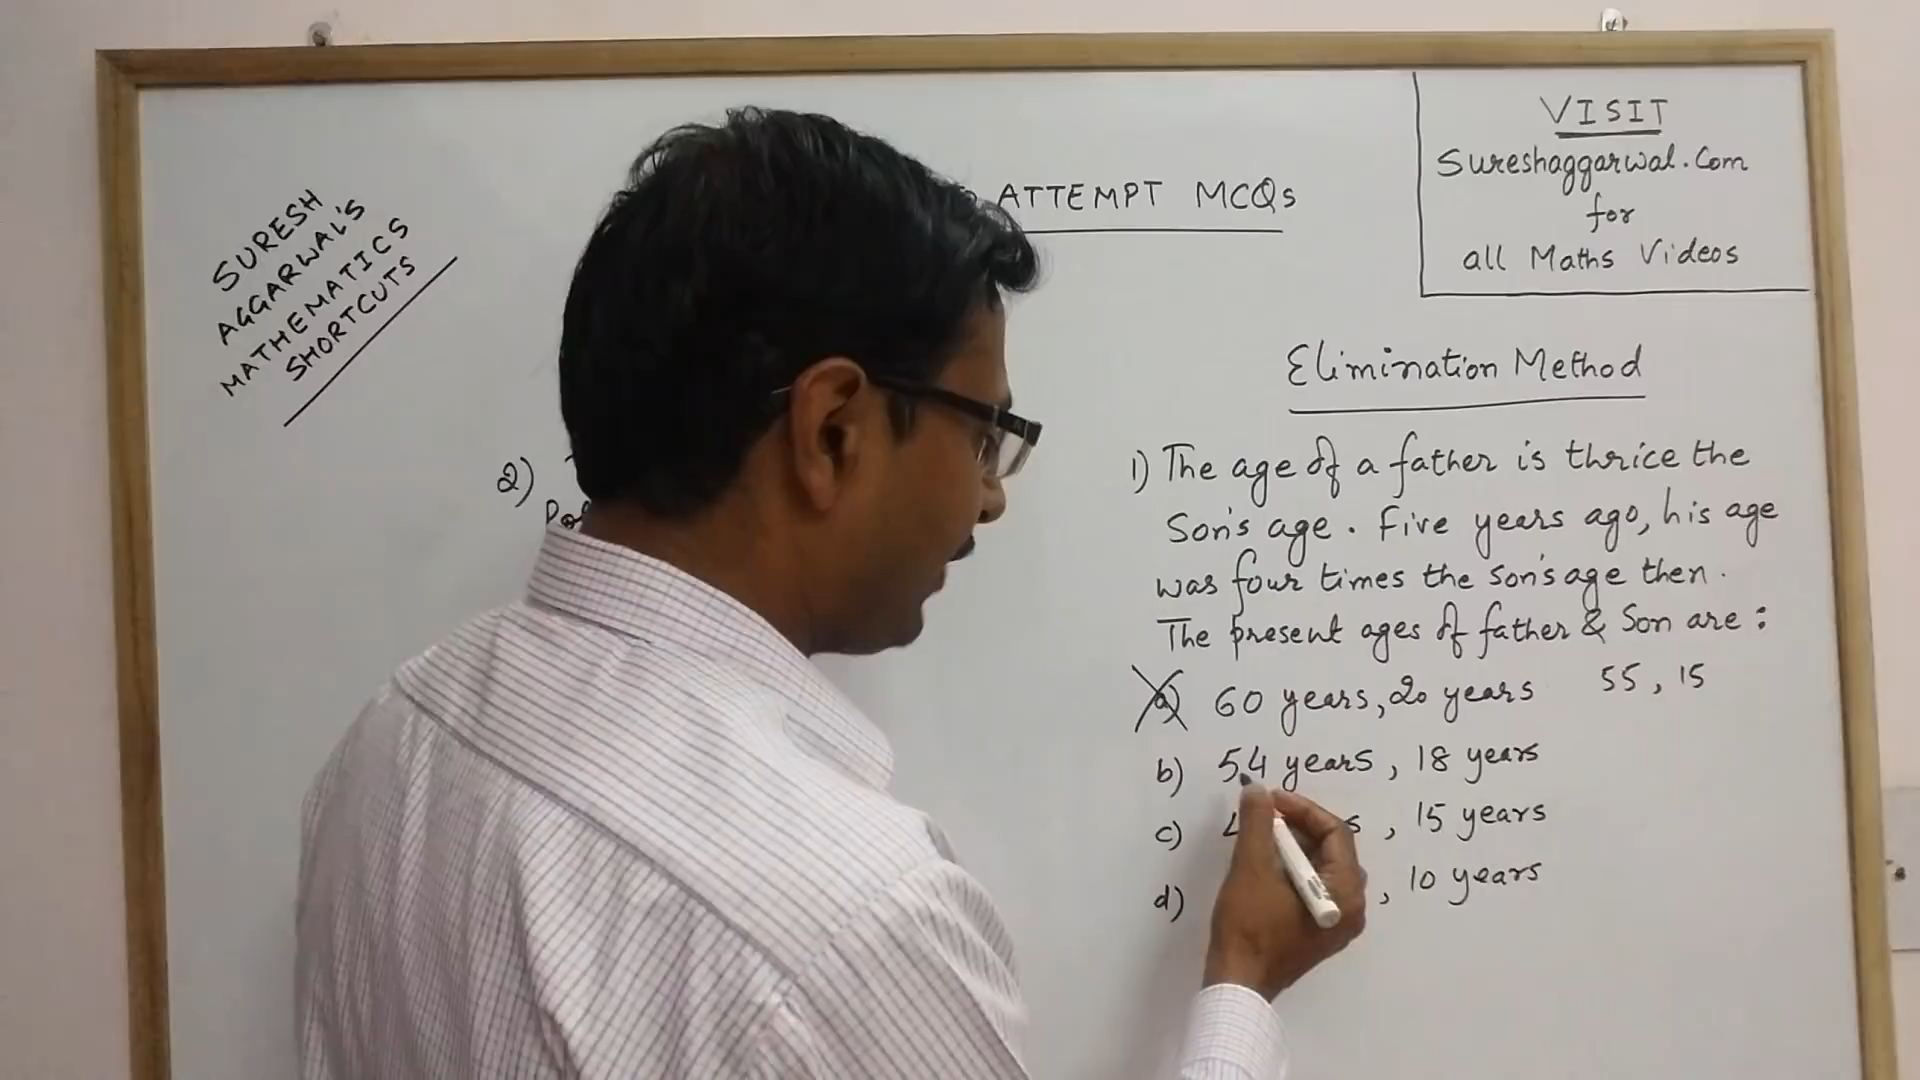 SURESH
AGGARWAL'S
MATHEMATICS
SHORTCUTS
ATTEMPT MCQs
VISIT
Sureshaggarwal.Com
for
all Maths Videos
Elimination Method
2)
1) The age of a father is thrice the
Son's age. Five years ago, his age
was four times the son's age then.
The present ages of father & Son are:
a) 60 years, 20 years 55, 15
b) 54 years, 18 years
c) , 15 years
d) , 10 years